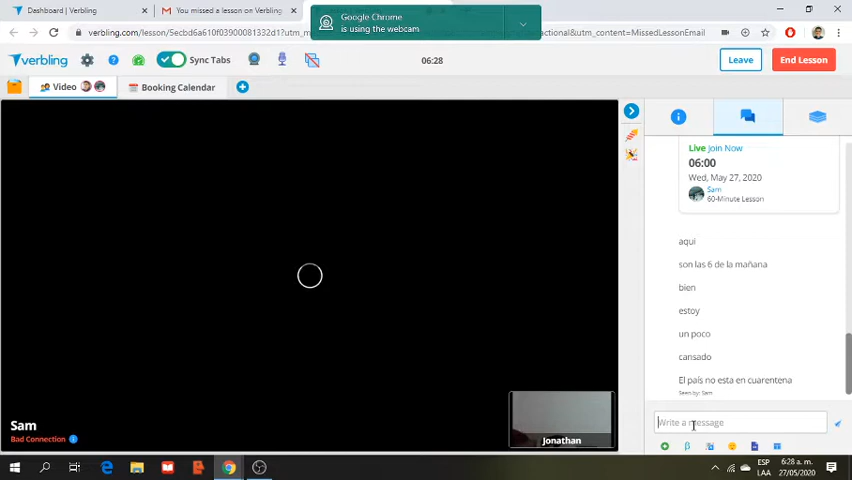 Dashboard | Verbling
You missed a lesson on Verbling
Google Chrome
is using the webcam
verbling.com/lesson/5ecbd6a610f0390081332d1?utm_m
actional&utm_content=MissedLessonEmail
verbling
Sync Tabs
06:28
Leave
End Lesson
Video
Booking Calendar
Live Join Now
06:00
Wed, May 27, 2020
Sam
60-Minute Lesson
aqui
son las 6 de la mañana
bien
estoy
un poco
cansado
El país no esta en cuarentena
Seen by: Sam
Write a message
Sam
Bad Connection
Jonathan
ESP
LAA
6:28 a. m.
27/05/2020